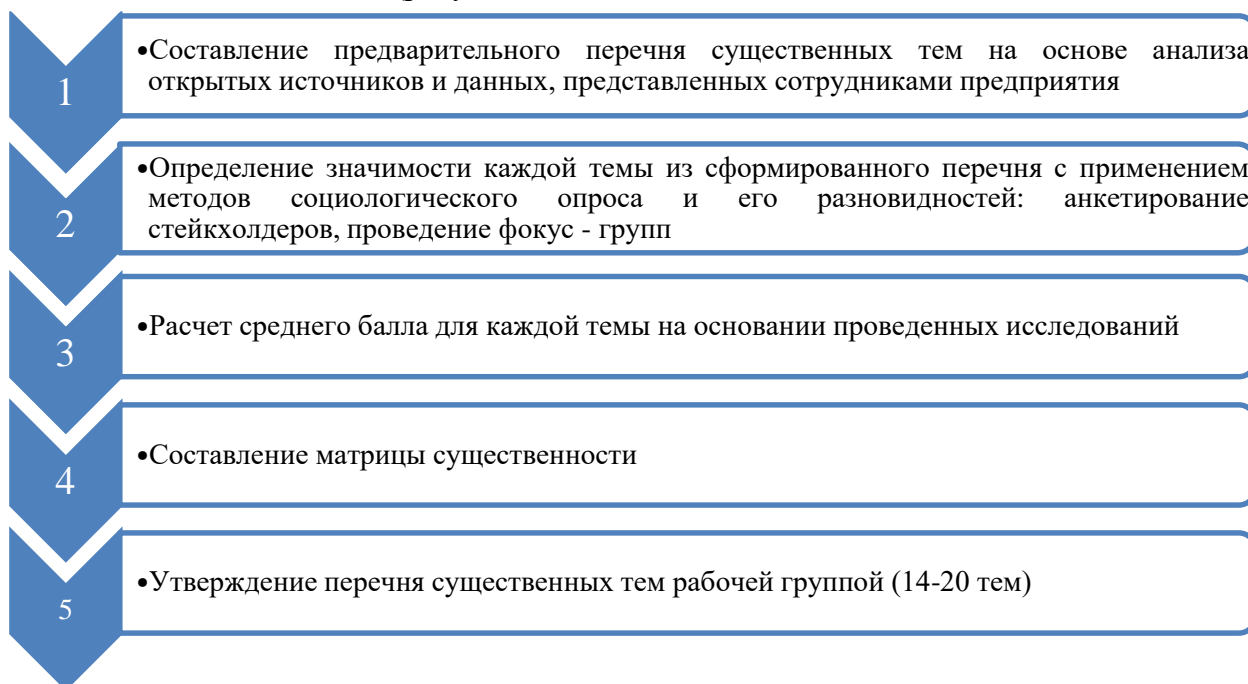 1
•Составление предварительного перечня существенных тем на основе анализа
открытых источников и данных, представленных сотрудниками предприятия
2
•Определение значимости каждой темы из сформированного перечня с применением
методов социологического опроса и его разновидностей: анкетирование
стейкхолдеров, проведение фокус - групп
3
•Расчет среднего балла для каждой темы на основании проведенных исследований
4
•Составление матрицы существенности
5
•Утверждение перечня существенных тем рабочей группой (14-20 тем)